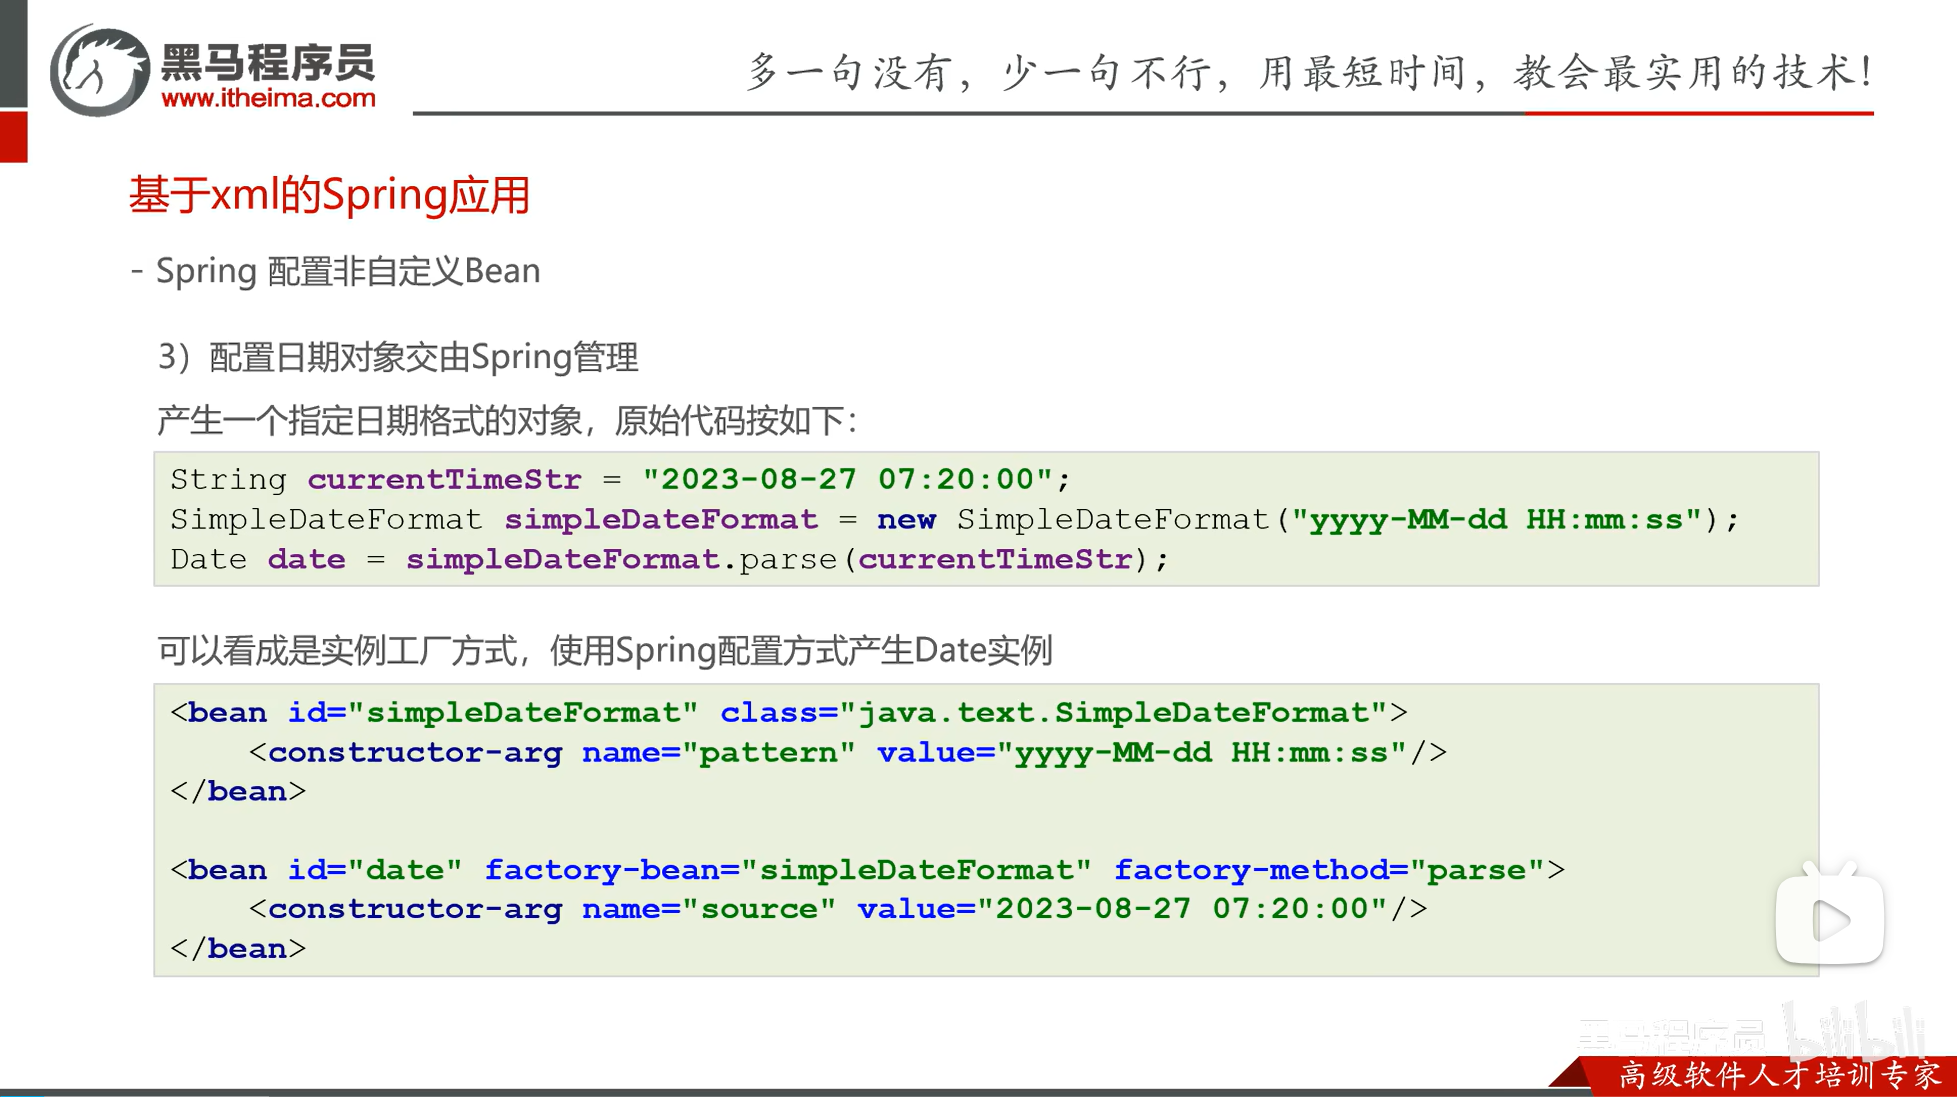 黑马程序员
www.itheima.com
多一句没有，少一句不行，用最短时间，教会最实用的技术！
基于xml的Spring应用
- Spring 配置非自定义Bean
3）配置日期对象交由Spring管理
产生一个指定日期格式的对象，原始代码按如下：
String currentTimeStr = "2023-08-27 07:20:00";
SimpleDateFormat simpleDateFormat = new SimpleDateFormat("yyyy-MM-dd HH:mm:ss");
Date date = simpleDateFormat.parse(currentTimeStr);
可以看成是实例工厂方式，使用Spring配置方式产生Date实例
<bean id="simpleDateFormat" class="java.text.SimpleDateFormat">
    <constructor-arg name="pattern" value="yyyy-MM-dd HH:mm:ss"/>
</bean>
<bean id="date" factory-bean="simpleDateFormat" factory-method="parse">
    <constructor-arg name="source" value="2023-08-27 07:20:00"/>
</bean>
黑马程序员 bilibili
高级软件人才培训专家